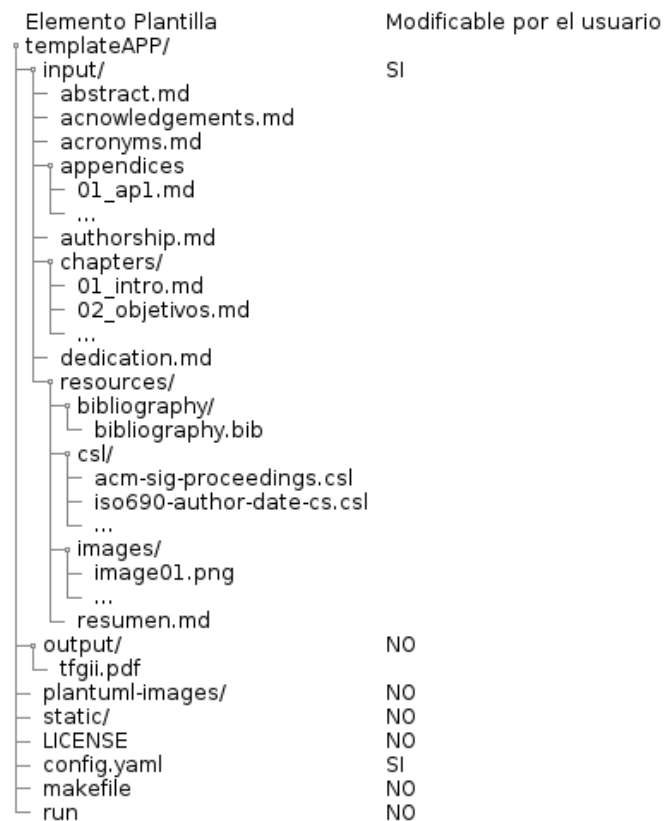 Elemento Plantilla Modificable por el usuario
templateAPP/
input/ SI
abstract.md
acnowledgements.md
acronyms.md
appendices
01_ap1.md
...
authorship.md
chapters/
01_intro.md
02_objetivos.md
...
dedication.md
resources/
bibliography/
bibliography.bib
csl/
acm-sig-proceedings.csl
iso690-author-date-cs.csl
...
images/
image01.png
...
resumen.md
output/ NO
tfgii.pdf
plantuml-images/ NO
static/ NO
LICENSE NO
config.yaml SI
makefile NO
run NO